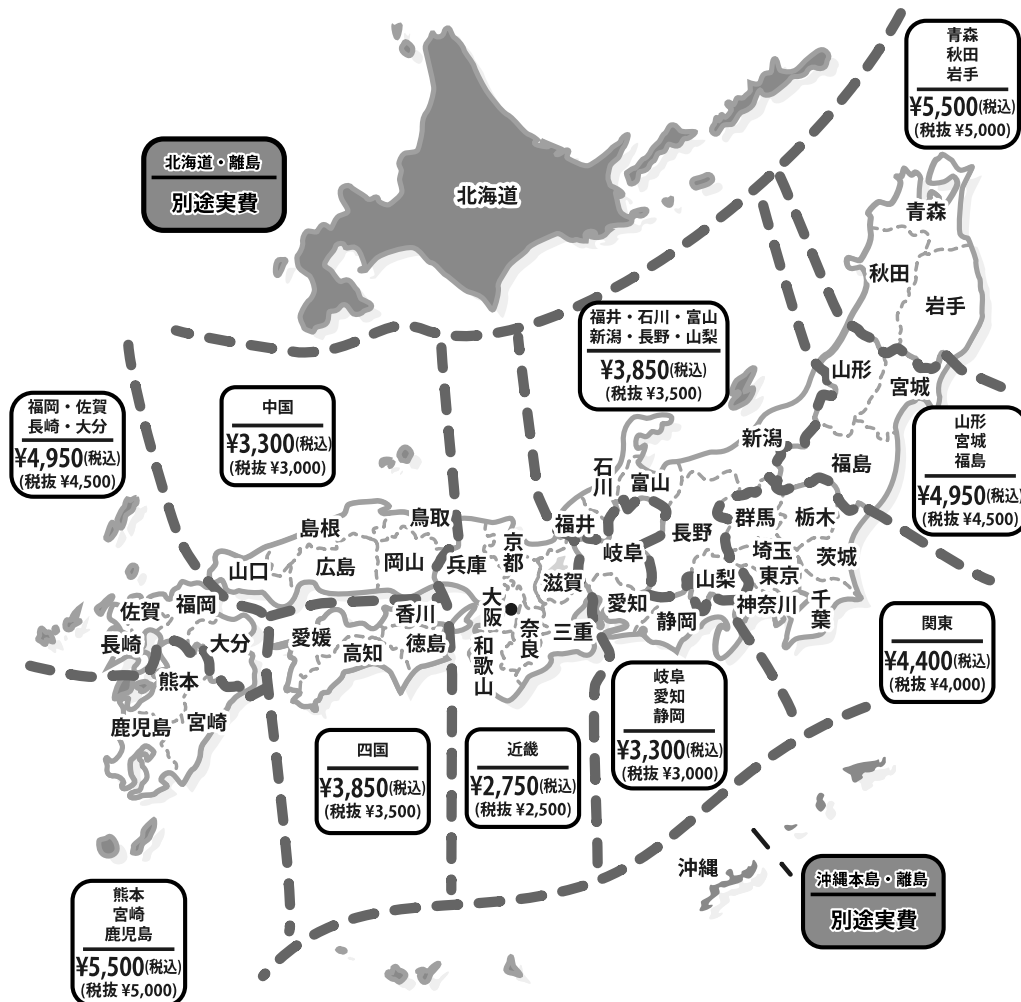 青森
秋田
岩手
¥5,500(税込)
(税抜 ¥5,000)
北海道・離島
別途実費
北海道
青森
秋田
岩手
福井・石川・富山
新潟・長野・山梨
¥3,850(税込)
(税抜 ¥3,500)
山形
宮城
福岡・佐賀
長崎・大分
¥4,950(税込)
(税抜 ¥4,500)
中国
¥3,300(税込)
(税抜 ¥3,000)
山形
宮城
福島
¥4,950(税込)
(税抜 ¥4,500)
新潟
福島
石川
富山
島根
鳥取
福井
長野
群馬
栃木
山口
広島
岡山
兵庫
京都
滋賀
岐阜
山梨
埼玉
東京
茨城
佐賀
福岡
香川
大阪
愛知
静岡
神奈川
千葉
長崎
大分
愛媛
高知
徳島
和歌山
奈良
三重
熊本
鹿児島
宮崎
関東
¥4,400(税込)
(税抜 ¥4,000)
岐阜
愛知
静岡
¥3,300(税込)
(税抜 ¥3,000)
四国
¥3,850(税込)
(税抜 ¥3,500)
近畿
¥2,750(税込)
(税抜 ¥2,500)
沖縄
沖縄本島・離島
別途実費
熊本
宮崎
鹿児島
¥5,500(税込)
(税抜 ¥5,000)